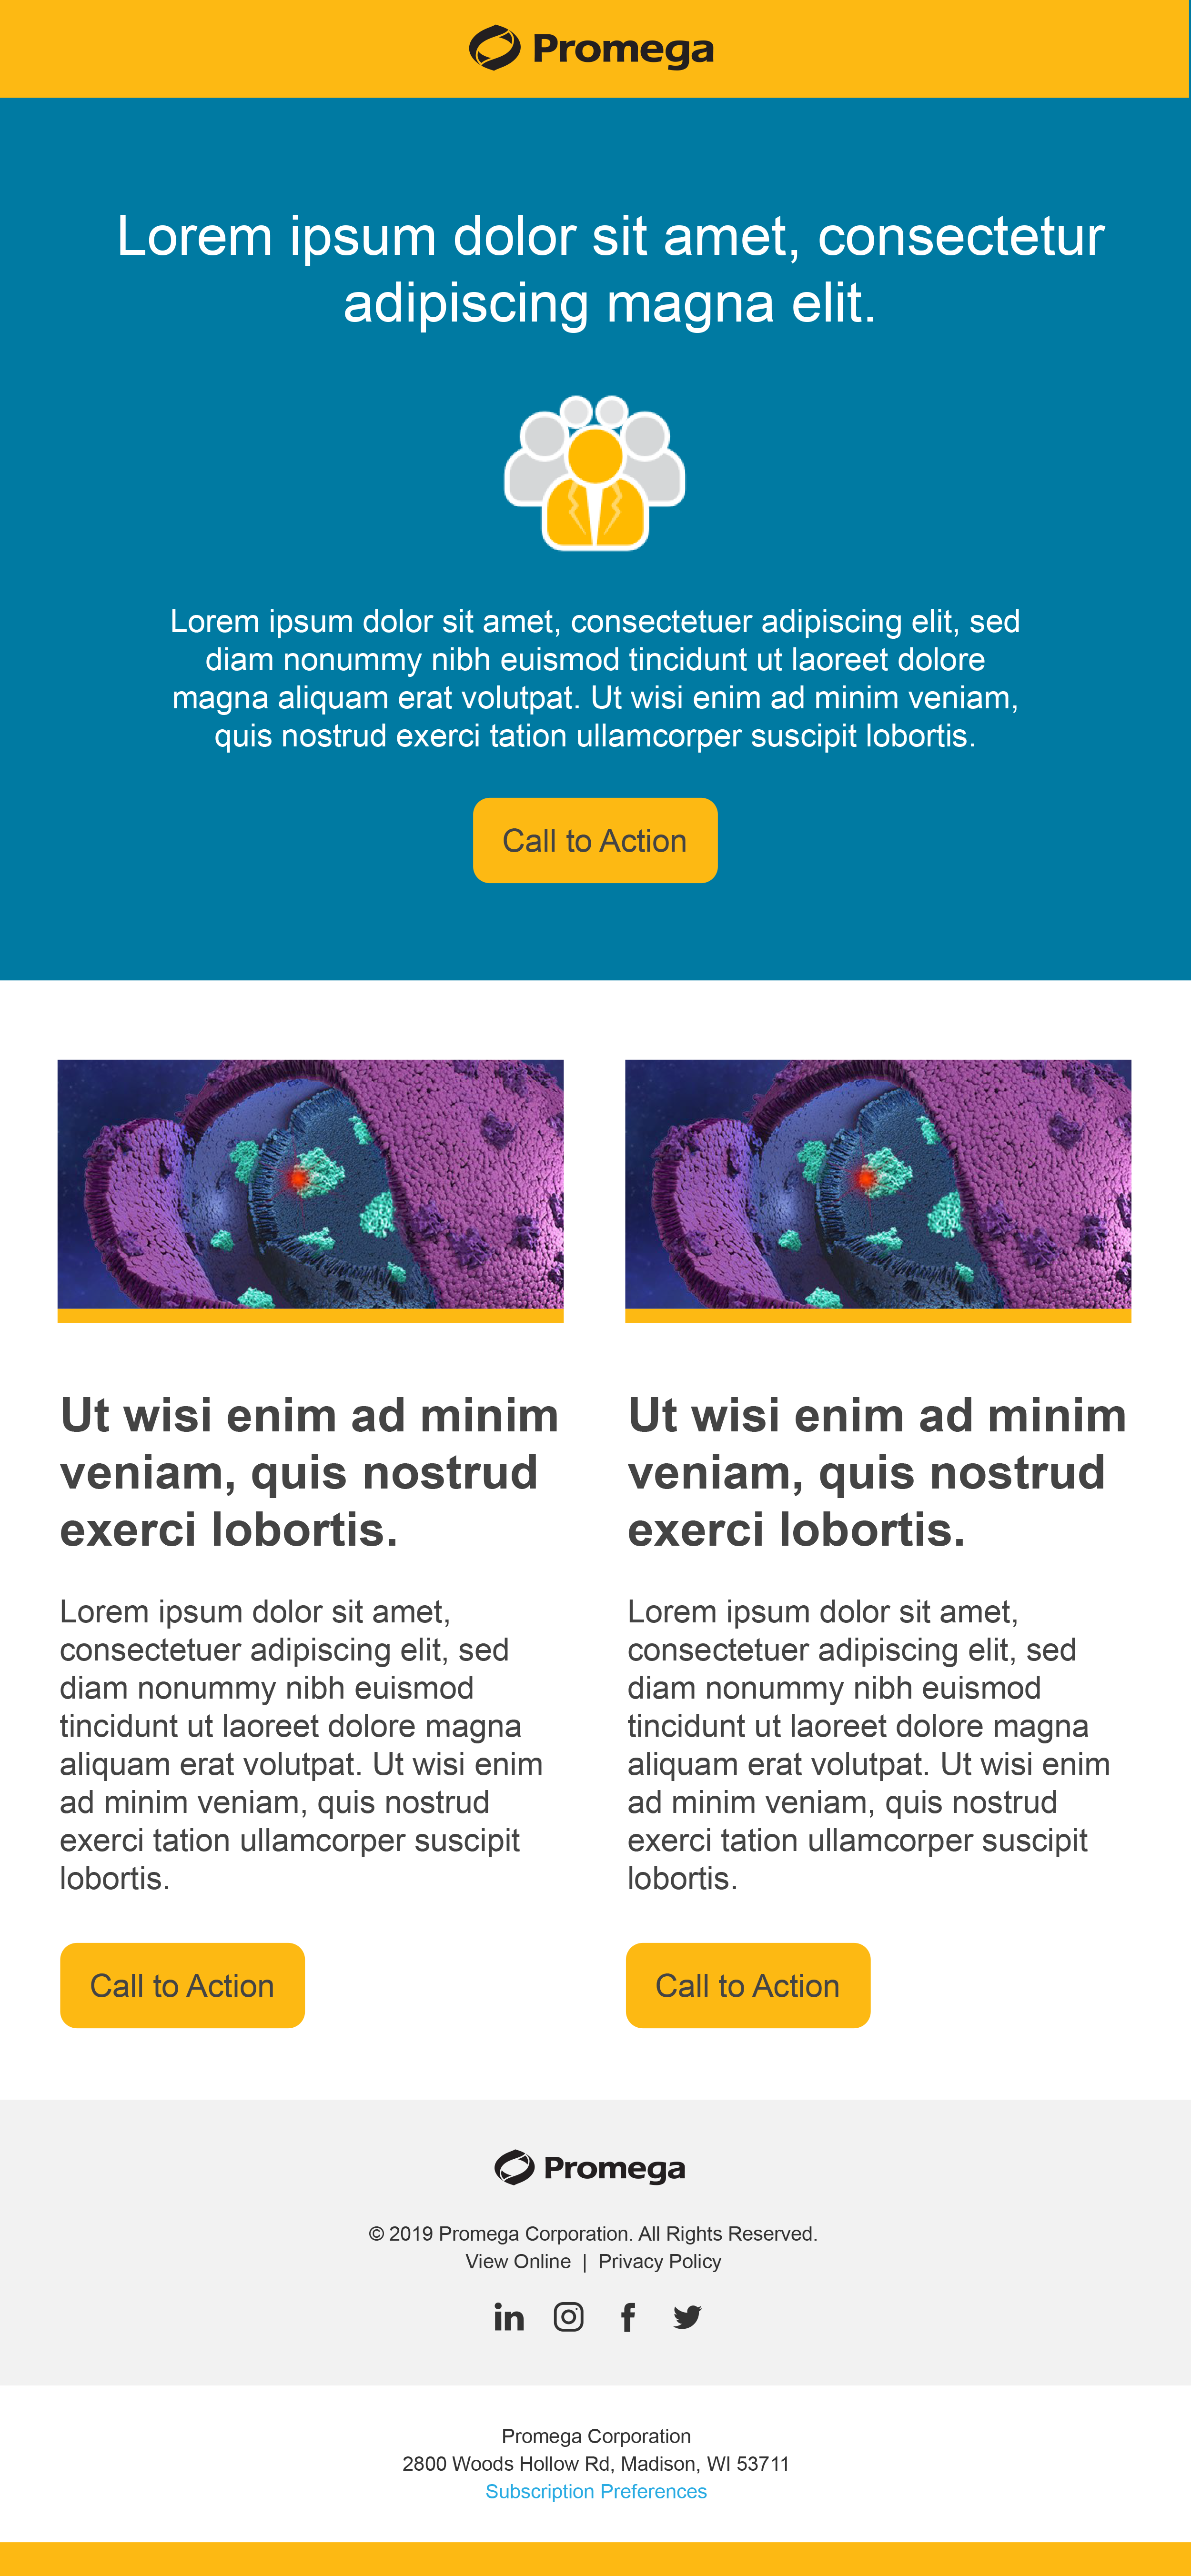 Promega
Lorem ipsum dolor sit amet, consectetur
adipiscing magna elit.
Lorem ipsum dolor sit amet, consectetuer adipiscing elit, sed
diam nonummy nibh euismod tincidunt ut laoreet dolore
magna aliquam erat volutpat. Ut wisi enim ad minim veniam,
quis nostrud exerci tation ullamcorper suscipit lobortis.
Call to Action
Ut wisi enim ad minim
veniam, quis nostrud
exerci lobortis.
Lorem ipsum dolor sit amet,
consectetuer adipiscing elit, sed
diam nonummy nibh euismod
tincidunt ut laoreet dolore magna
aliquam erat volutpat. Ut wisi enim
ad minim veniam, quis nostrud
exerci tation ullamcorper suscipit
lobortis.
Call to Action
Ut wisi enim ad minim
veniam, quis nostrud
exerci lobortis.
Lorem ipsum dolor sit amet,
consectetuer adipiscing elit, sed
diam nonummy nibh euismod
tincidunt ut laoreet dolore magna
aliquam erat volutpat. Ut wisi enim
ad minim veniam, quis nostrud
exerci tation ullamcorper suscipit
lobortis.
Call to Action
Promega
© 2019 Promega Corporation. All Rights Reserved.
View Online | Privacy Policy
in f
Promega Corporation
2800 Woods Hollow Rd, Madison, WI 53711
Subscription Preferences